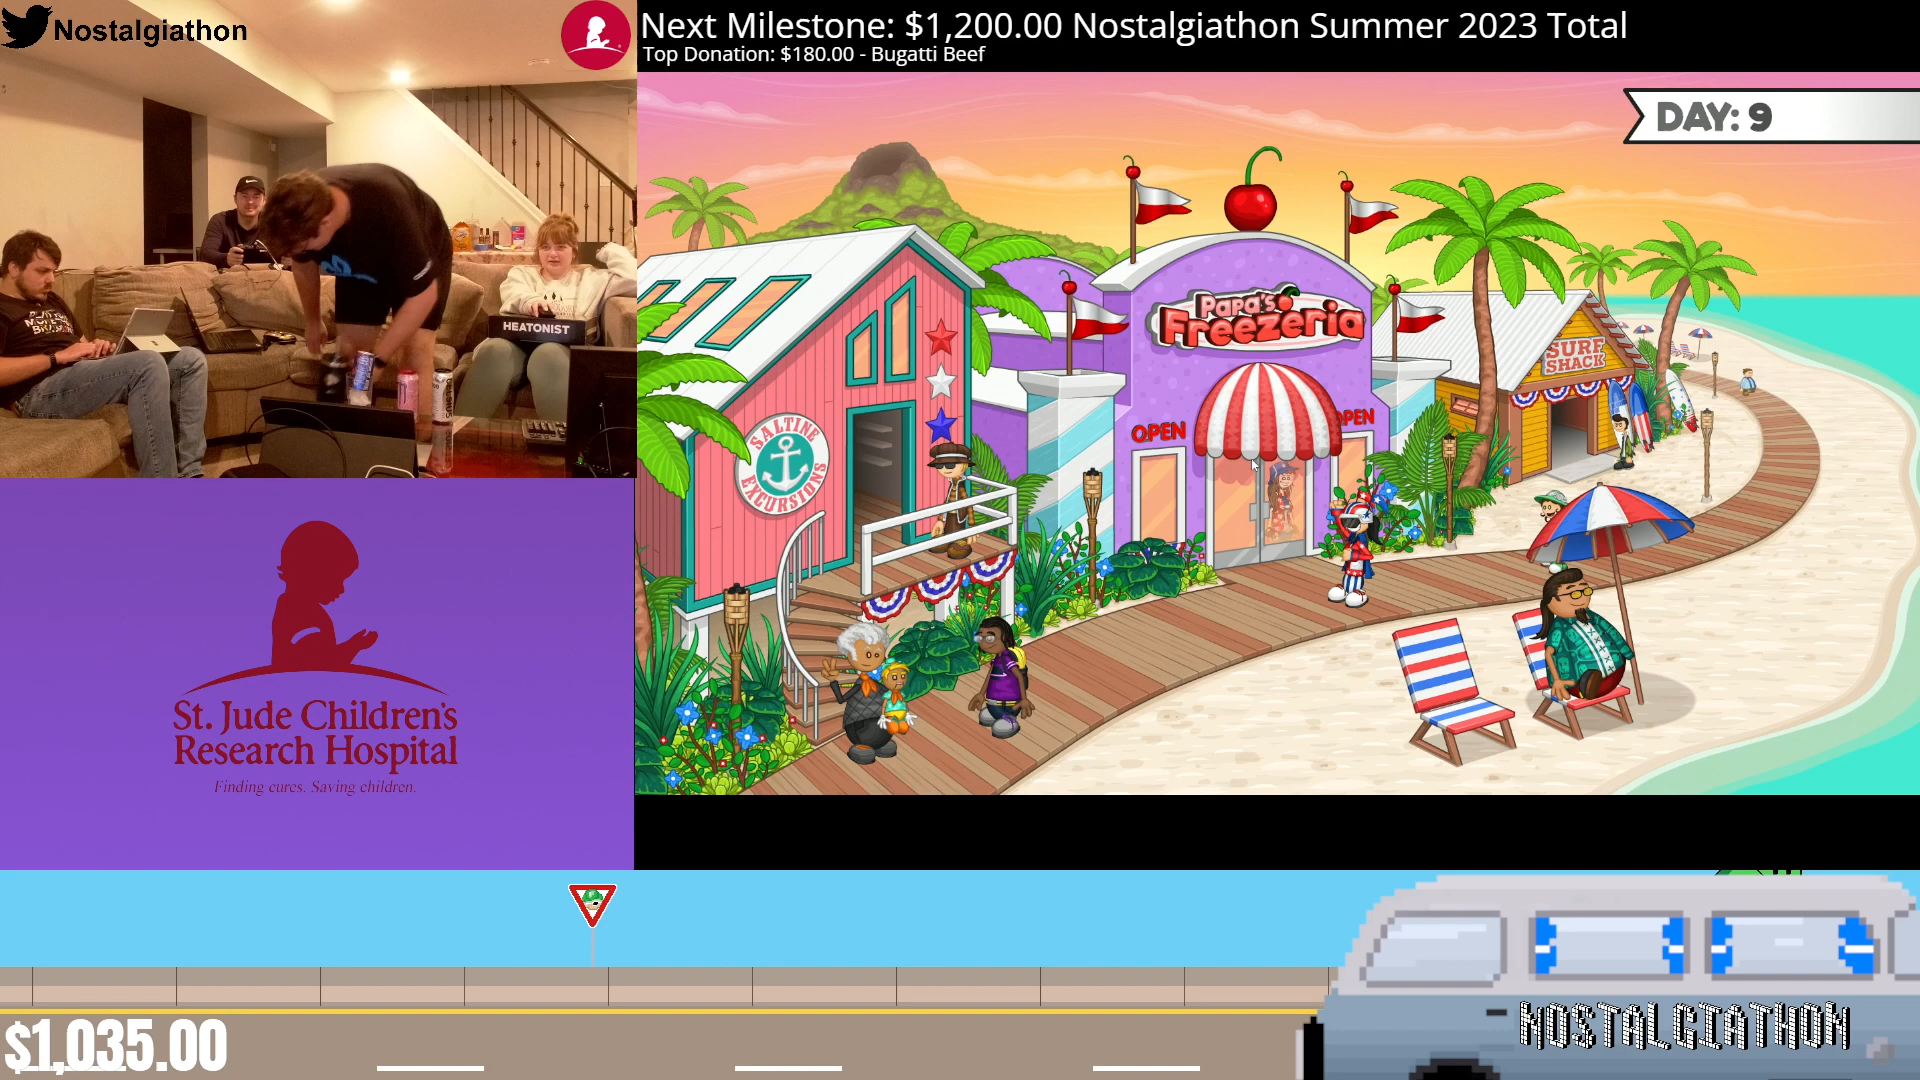 Nostalgiathon
Next Milestone: $1,200.00 Nostalgiathon Summer 2023 Total
Top Donation: $180.00 - Bugatti Beef
DAY: 9
Papa's
Freezeria
SURF
SHACK
OPEN
OPEN
SALTINE
EXCURSIONS
HEATONIST
St. Jude Children's
Research Hospital
Finding cures. Saving children.
$1,035.00
NOSTALGIATHON